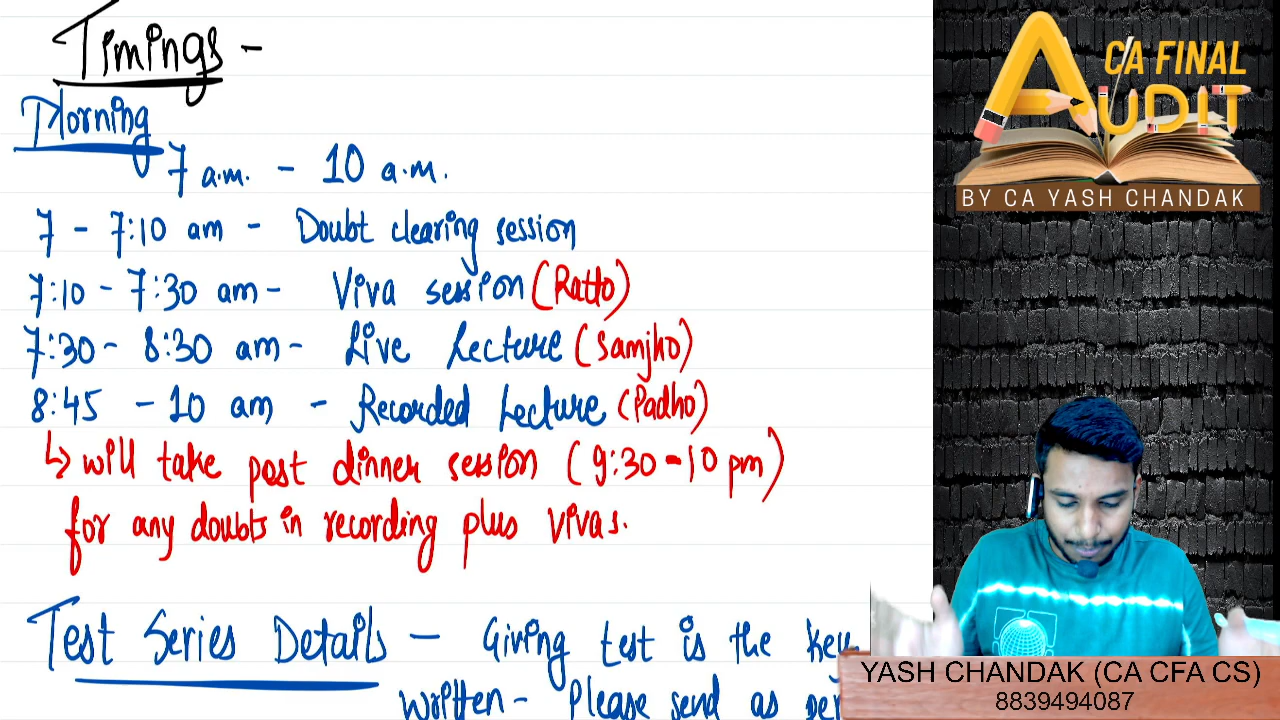 Timings -
Morning
7 a.m. - 10 a.m.
7 - 7:10 am - Doubt clearing session
7:10 - 7:30 am - Viva session (Ratto)
7:30 - 8:30 am - Live Lecture (Samjho)
8:45 - 10 am - Recorded Lecture (Padho)
↳ will take post dinner session (9:30 - 10 pm)
for any doubts in recording plus vivas.
Test Series Details - Giving test is the key
written - Please send as per
CA FINAL
AUDIT
BY CA YASH CHANDAK
YASH CHANDAK (CA CFA CS)
8839494087